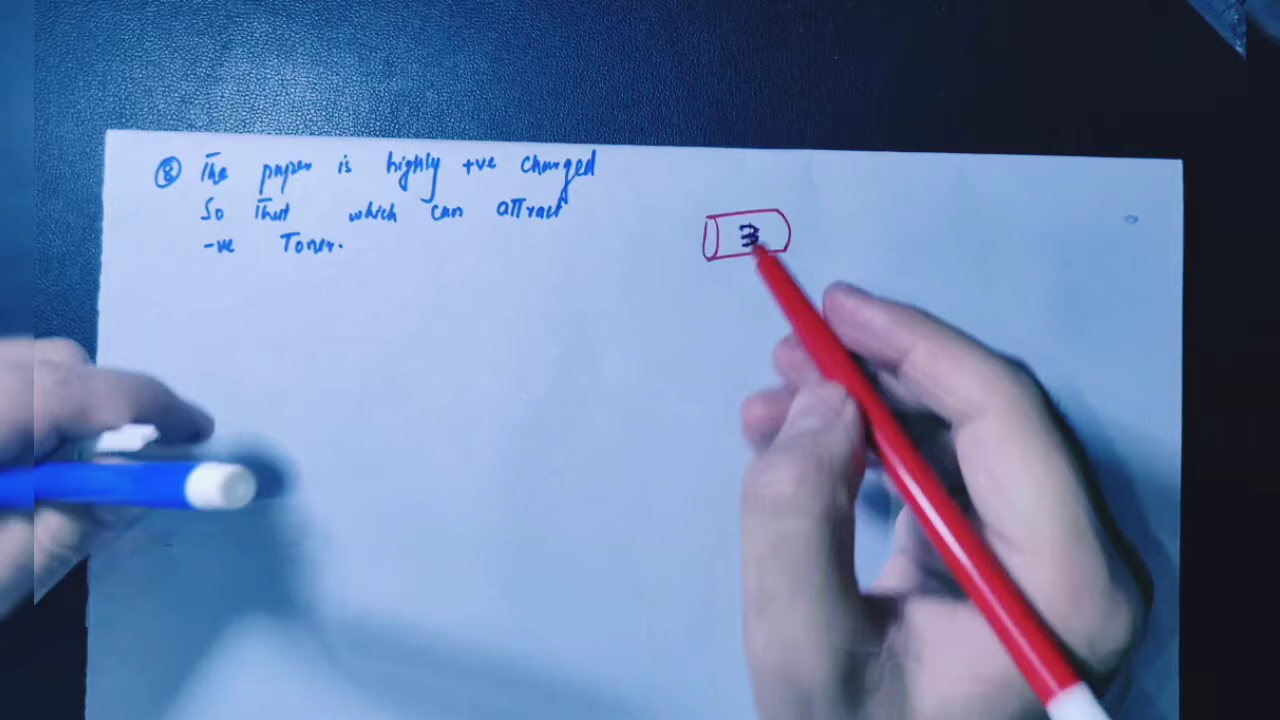 ⑧ The paper is highly +ve charged
So that which can attract
-ve Toner.
3